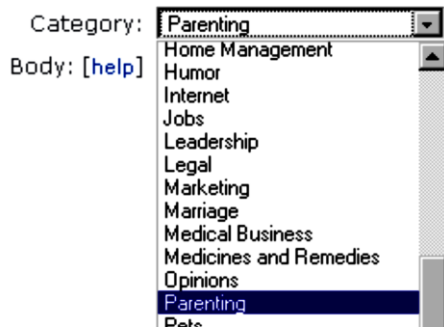 Category: Parenting
Home Management
Body: [help]
Humor
Internet
Jobs
Leadership
Legal
Marketing
Marriage
Medical Business
Medicines and Remedies
Opinions
Parenting
Pets